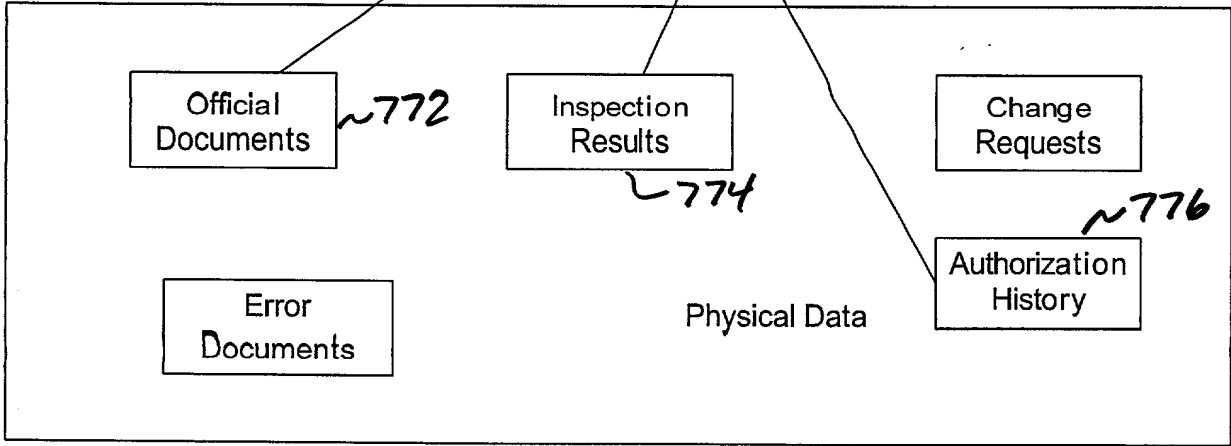 Official
Documents
~772
Inspection
Results
774
Change
Requests
~776
Authorization
History
Error
Documents
Physical Data